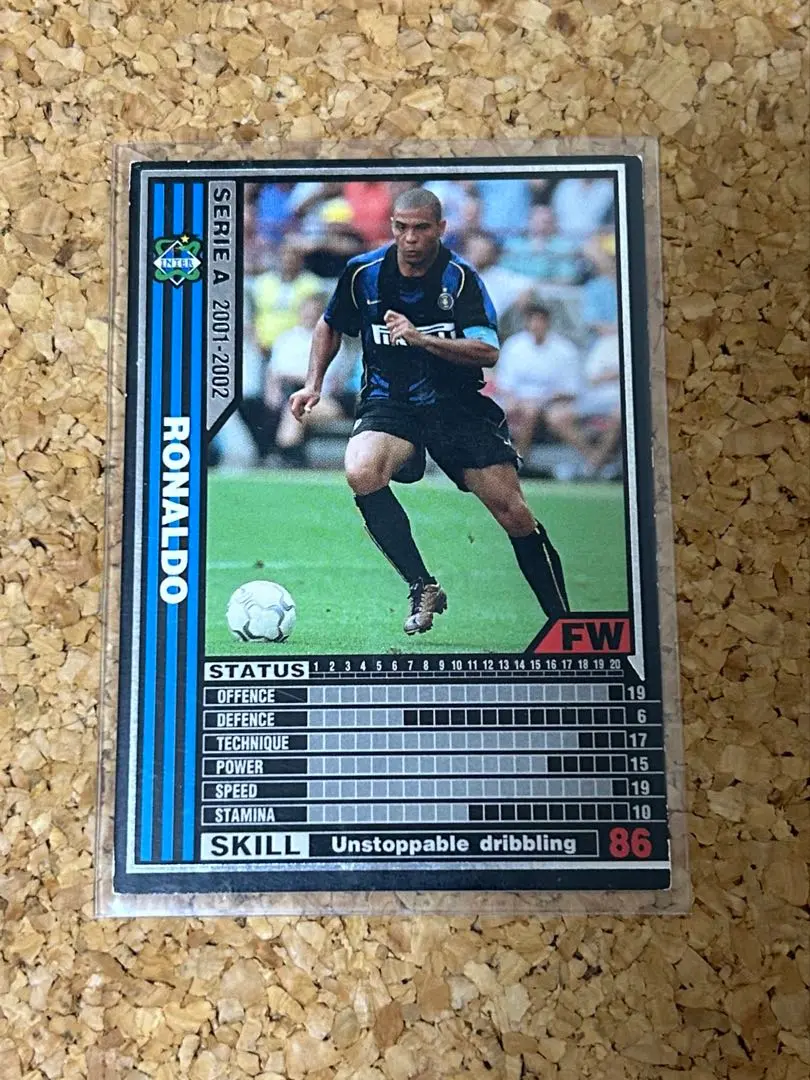 SERIE A 2001-2002
INTER
RONALDO
PIRELLI
FW
STATUS 1 2 3 4 5 6 7 8 9 10 11 12 13 14 15 16 17 18 19 20
OFFENCE 19
DEFENCE 6
TECHNIQUE 17
POWER 15
SPEED 19
STAMINA 10
SKILL Unstoppable dribbling 86